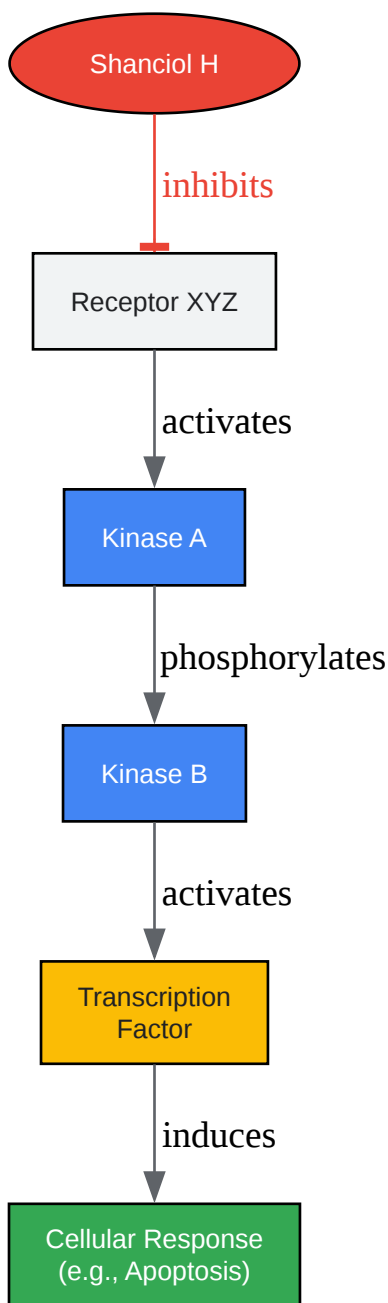 Shanciol H
inhibits
Receptor XYZ
activates
Kinase A
phosphorylates
Kinase B
activates
Transcription
Factor
induces
Cellular Response
(e.g., Apoptosis)